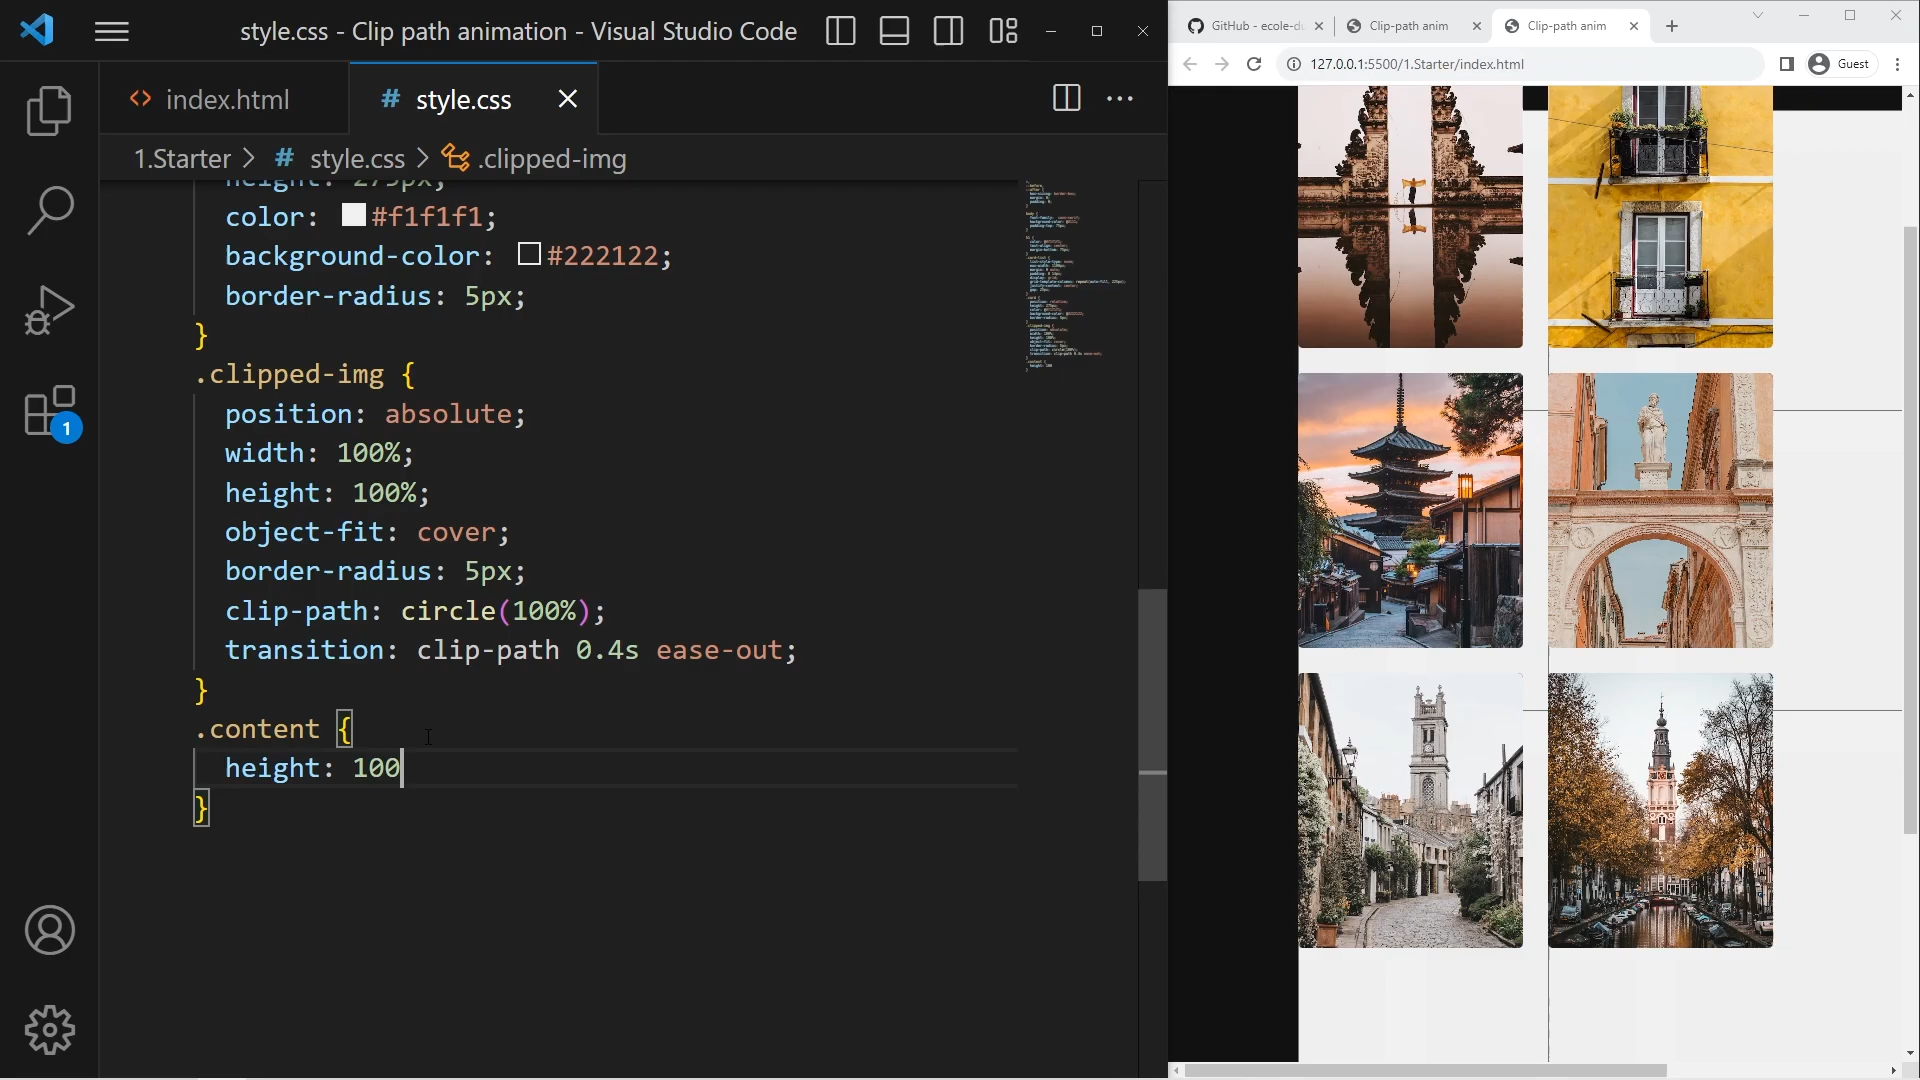 style.css - Clip path animation - Visual Studio Code
index.html
# style.css
1.Starter > # style.css > .clipped-img
color: #f1f1f1;
background-color: #222122;
border-radius: 5px;
}
.clipped-img {
position: absolute;
width: 100%;
height: 100%;
object-fit: cover;
border-radius: 5px;
clip-path: circle(100%);
transition: clip-path 0.4s ease-out;
}
.content {
height: 100
}
1
GitHub - ecole-du
Clip-path anim
Clip-path anim
127.0.0.1:5500/1.Starter/index.html
Guest